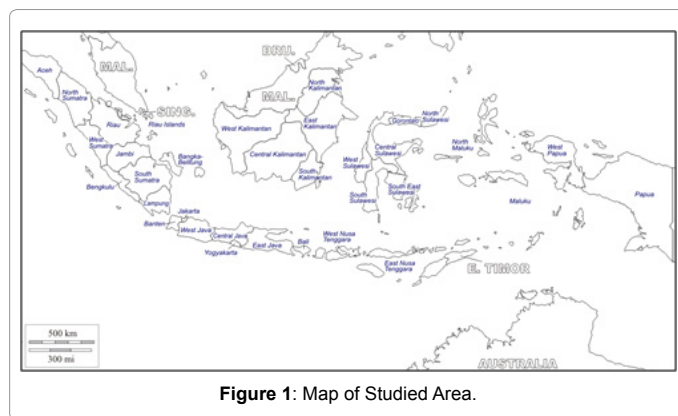 BRU.
MAL.
Aceh
North
Sumatra
SING.
MAL.
North
Kalimantan
Riau
Riau Islands
West
Sumatra
Jambi
Bangka-
Belitung
South
Sumatra
Bengkulu
Lampung
West Kalimantan
East
Kalimantan
Central Kalimantan
South
Kalimantan
Gorontalo
North
Sulawesi
Central
Sulawesi
West
Sulawesi
South
Sulawesi
South East
Sulawesi
North
Maluku
Maluku
West
Papua
Papua
Jakarta
Banten
West Java
Central Java
Yogyakarta
East Java
Bali
West Nusa
Tenggara
East Nusa
Tenggara
E. TIMOR
AUSTRALIA
500 km
300 mi
Figure 1: Map of Studied Area.